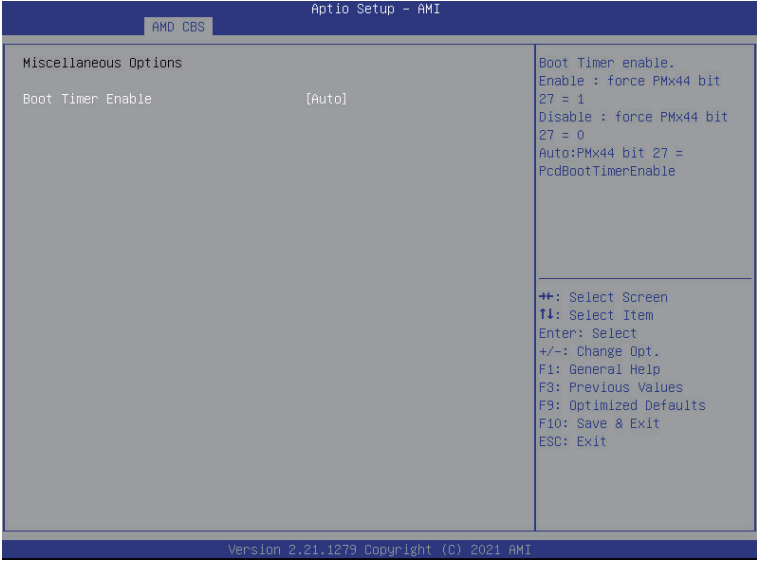 Aptio Setup – AMI
AMD CBS
Miscellaneous Options
Boot Timer Enable [Auto]
Boot Timer enable.
Enable : force PMx44 bit
27 = 1
Disable : force PMx44 bit
27 = 0
Auto:PMx44 bit 27 =
PcdBootTimerEnable
→←: Select Screen
↑↓: Select Item
Enter: Select
+/-: Change Opt.
F1: General Help
F3: Previous Values
F9: Optimized Defaults
F10: Save & Exit
ESC: Exit
Version 2.21.1279 Copyright (C) 2021 AMI